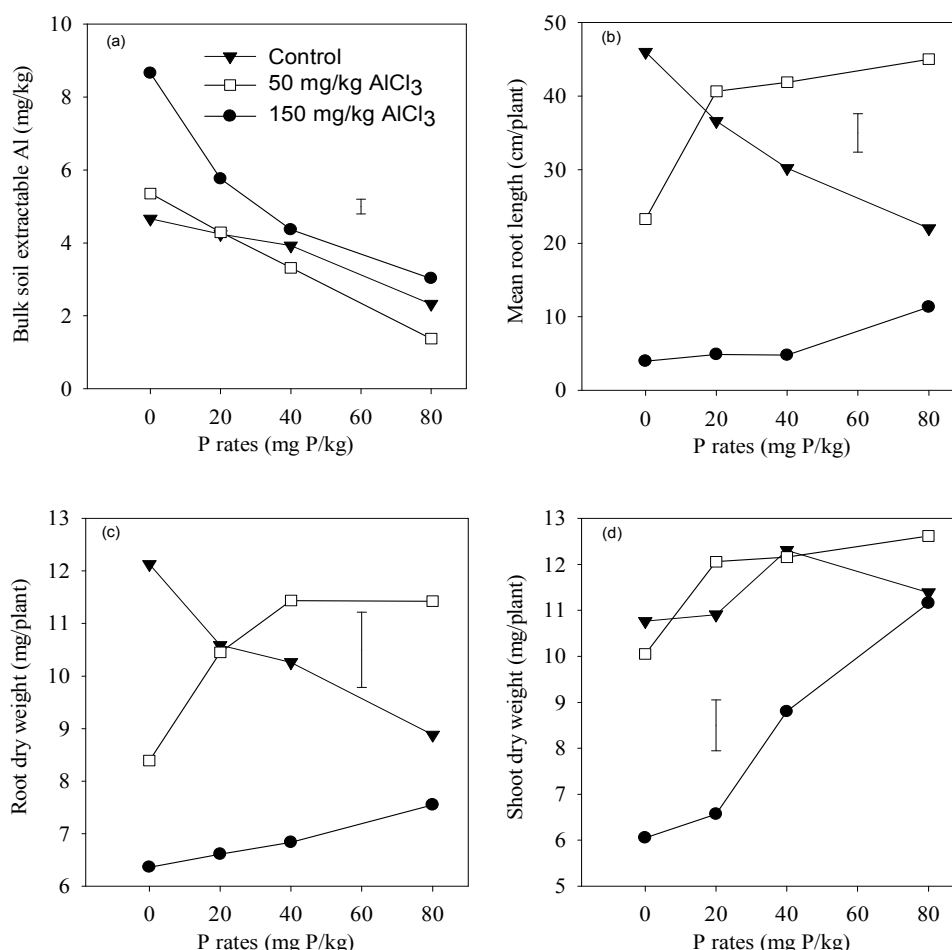 (a)
Control
50 mg/kg AlCl3
150 mg/kg AlCl3
Bulk soil extractable Al (mg/kg)
10
8
6
4
2
0
0 20 40 60 80
P rates (mg P/kg)
(b)
Mean root length (cm/plant)
50
40
30
20
10
0
0 20 40 60 80
P rates (mg P/kg)
(c)
Root dry weight (mg/plant)
13
12
11
10
9
8
7
6
0 20 40 60 80
P rates (mg P/kg)
(d)
Shoot dry weight (mg/plant)
13
12
11
10
9
8
7
6
5
0 20 40 60 80
P rates (mg P/kg)